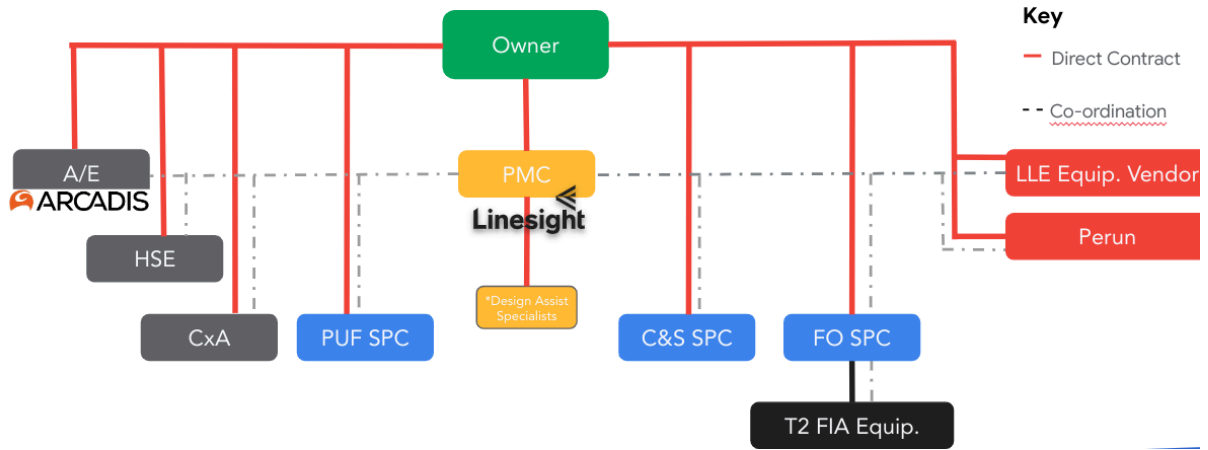 Owner
Key
Direct Contract
Co-ordination
A/E
ARCADIS
PMC
Linesight
LLE Equip. Vendor
HSE
Perun
*Design Assist
Specialists
CxA
PUF SPC
C&S SPC
FO SPC
T2 FIA Equip.